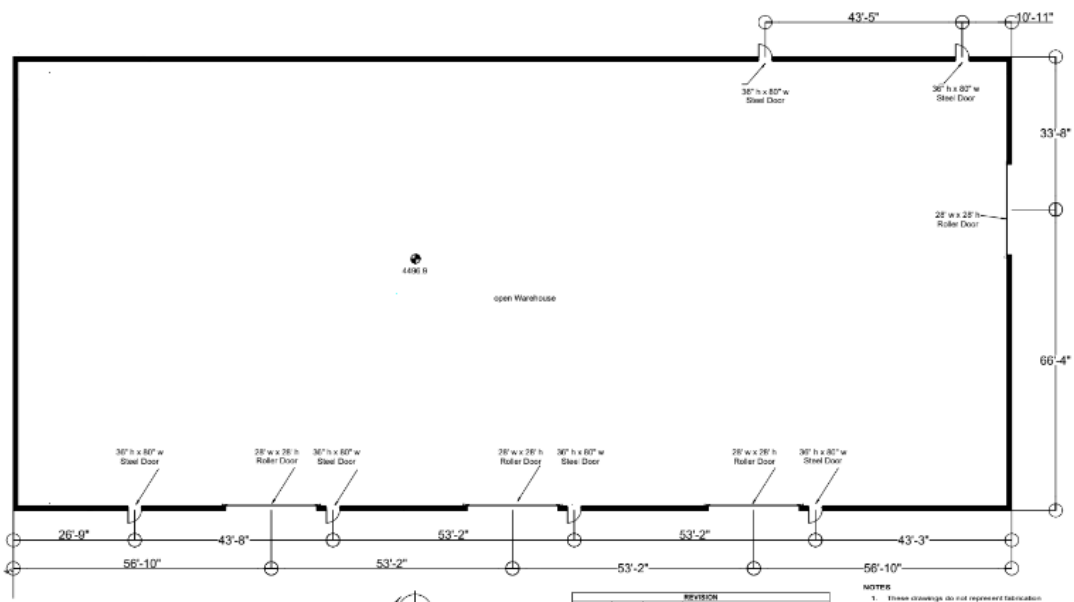 43'-5"
10'-11"
36" h x 80" w
Steel Door
36" h x 80" w
Steel Door
33'-8"
28' w x 28' h
Roller Door
4496.9
open Warehouse
66'-4"
36" h x 80" w
Steel Door
28' w x 28' h
Roller Door
36" h x 80" w
Steel Door
28' w x 28' h
Roller Door
36" h x 80" w
Steel Door
28' w x 28' h
Roller Door
36" h x 80" w
Steel Door
26'-9"
43'-8"
53'-2"
53'-2"
43'-3"
56'-10"
53'-2"
53'-2"
56'-10"
REVISION
NOTES
1. These drawings do not represent fabrication